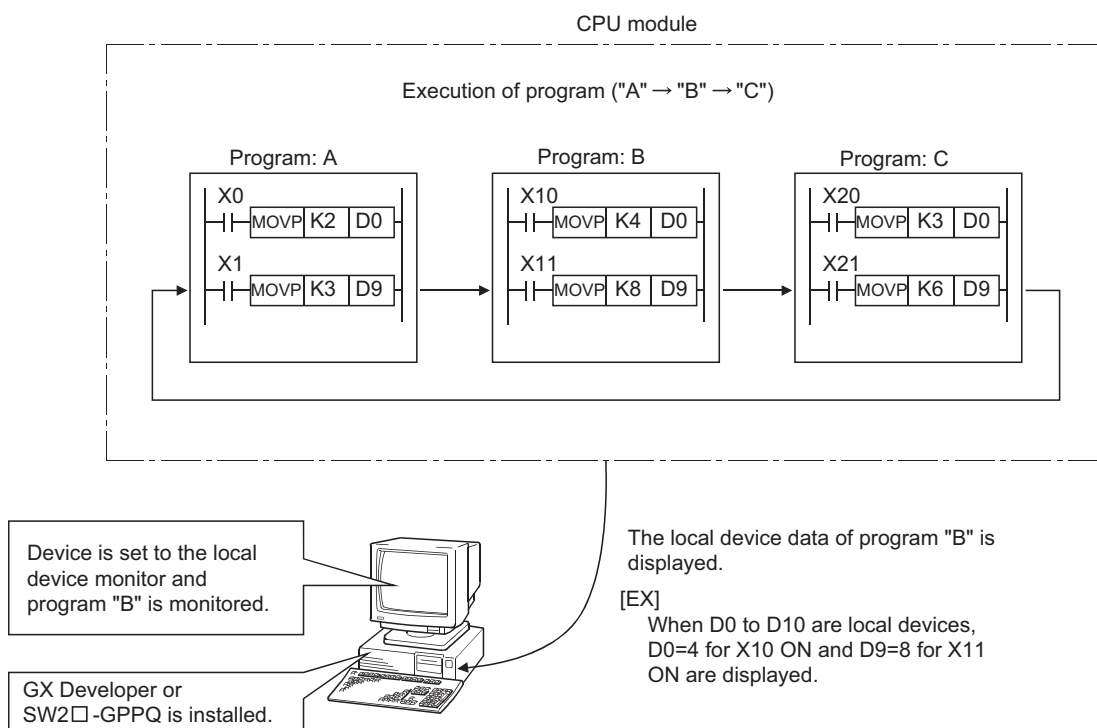 CPU module
Execution of program ("A" → "B" → "C")
Program: A
X0
MOVP K2 D0
X1
MOVP K3 D9
Program: B
X10
MOVP K4 D0
X11
MOVP K8 D9
Program: C
X20
MOVP K3 D0
X21
MOVP K6 D9
Device is set to the local
device monitor and
program "B" is monitored.
GX Developer or
SW2□-GPPQ is installed.
The local device data of program "B" is
displayed.
[EX]
When D0 to D10 are local devices,
D0=4 for X10 ON and D9=8 for X11
ON are displayed.